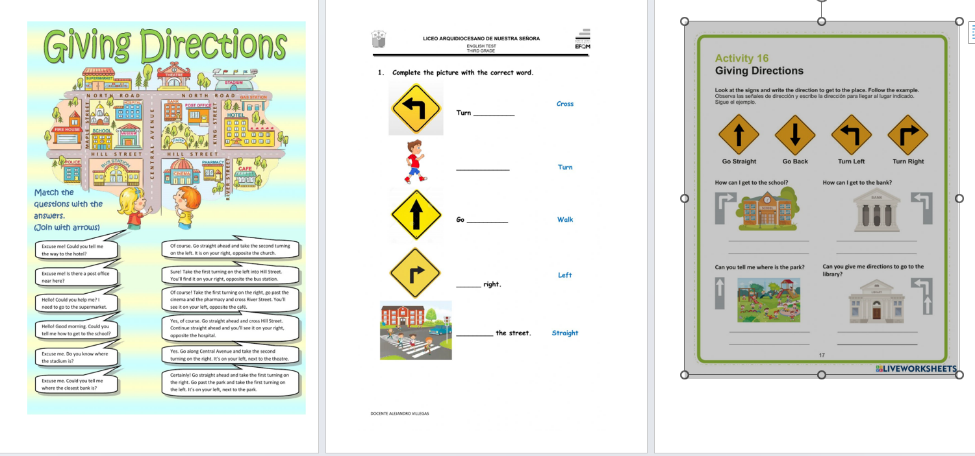 Giving Directions
SUPERMARKET
THEATRE
STADIUM
NORTH ROAD
NORTH ROAD
BUS STATION
BANK
POST OFFICE
HOTEL
FIRE HOUSE
SCHOOL
CENTRAL AVENUE
KING STREET
HILL STREET
HILL STREET
POLICE
PHARMACY
CAFE
RIVER STREET
Match the
questions with the
answers.
(Join with arrows)
Excuse me! Could you tell me
the way to the hotel?
Excuse me! Is there a post office
near here?
Hello! Could you help me? I
need to go to the supermarket.
Hello! Good morning. Could you
tell me how to get to the school?
Excuse me. Do you know where
the stadium is?
Excuse me. Could you tell me
where the closest bank is?
Of course. Go straight ahead and take the second turning
on the left. It is on your right, opposite the church.
Sure! Take the first turning on the left into Hill Street.
You'll find it on your right, opposite the bus station.
Of course! Take the first turning on the right, go past the
cinema and the pharmacy and cross River Street. You'll
see it on your left, opposite the café.
Yes, of course. Go straight ahead and cross Hill Street.
Continue straight ahead and you'll see it on your right,
opposite the hospital.
Yes. Go along Central Avenue and take the second
turning on the right. It's on your left, next to the theatre.
Certainly! Go straight ahead and take the first turning on
the right. Go past the park and take the first turning on
the left. It's on your left, next to the park.
LICEO ARQUIDIOCESANO DE NUESTRA SEÑORA
ENGLISH TEST
THIRD GRADE
EFQM
1. Complete the picture with the correct word.
Turn ________
Cross
________
Turn
Go ________
Walk
______ right.
Left
________ the street.
Straight
DOCENTE ALEJANDRO VILLEGAS
Activity 16
Giving Directions
Look at the signs and write the direction to get to the place. Follow the example.
Observa las señales de dirección y escribe la dirección para llegar al lugar indicado.
Sigue el ejemplo.
Go Straight
Go Back
Turn Left
Turn Right
How can I get to the school?
How can I get to the bank?
BANK
Can you tell me where is the park?
Can you give me directions to go to the
library?
17
LIVEWORKSHEETS